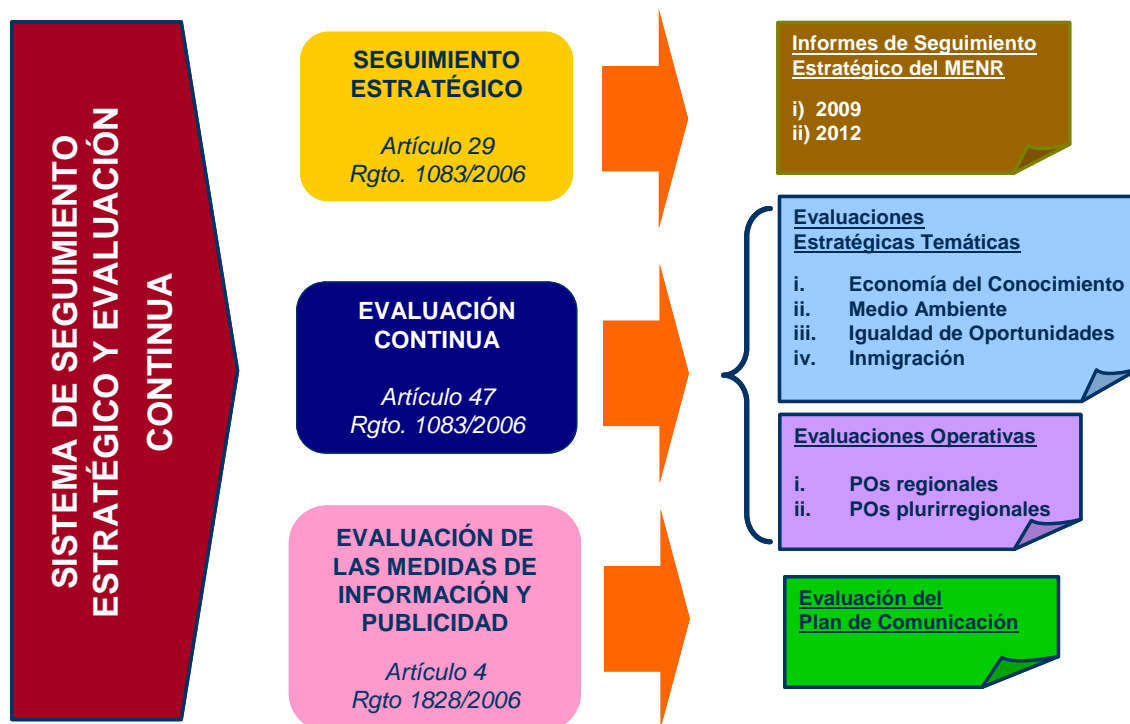 SISTEMA DE SEGUIMIENTO
ESTRATÉGICO Y EVALUACIÓN
CONTINUA
SEGUIMIENTO
ESTRATÉGICO
Artículo 29
Rgto. 1083/2006
Informes de Seguimiento
Estratégico del MENR
i) 2009
ii) 2012
EVALUACIÓN
CONTINUA
Artículo 47
Rgto. 1083/2006
Evaluaciones
Estratégicas Temáticas
i. Economía del Conocimiento
ii. Medio Ambiente
iii. Igualdad de Oportunidades
iv. Inmigración
Evaluaciones Operativas
i. POs regionales
ii. POs plurirregionales
EVALUACIÓN DE
LAS MEDIDAS DE
INFORMACIÓN Y
PUBLICIDAD
Artículo 4
Rgto 1828/2006
Evaluación del
Plan de Comunicación